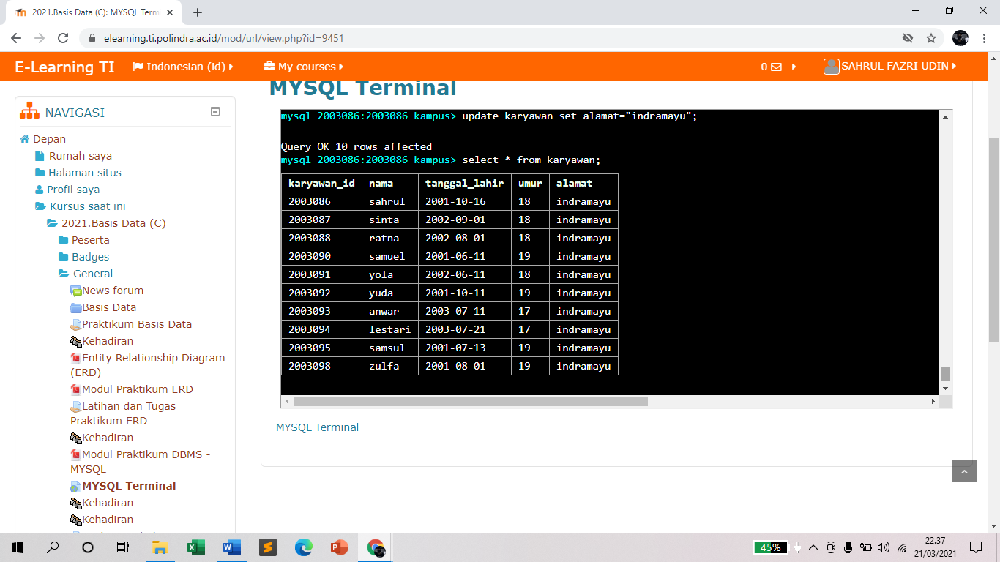 2021.Basis Data (C): MYSQL Term
elearning.ti.polindra.ac.id/mod/url/view.php?id=9451
E-Learning TI
Indonesian (id)
My courses
0
SAHRUL FAZRI UDIN
NAVIGASI
Depan
Rumah saya
Halaman situs
Profil saya
Kursus saat ini
2021.Basis Data (C)
Peserta
Badges
General
News forum
Basis Data
Praktikum Basis Data
Kehadiran
Entity Relationship Diagram
(ERD)
Modul Praktikum ERD
Latihan dan Tugas
Praktikum ERD
Kehadiran
Modul Praktikum DBMS -
MYSQL
MYSQL Terminal
Kehadiran
Kehadiran
MYSQL Terminal
mysql 2003086:2003086_kampus> update karyawan set alamat="indramayu";
Query OK 10 rows affected
mysql 2003086:2003086_kampus> select * from karyawan;
karyawan_id nama tanggal_lahir umur alamat
2003086 sahrul 2001-10-16 18 indramayu
2003087 sinta 2002-09-01 18 indramayu
2003088 ratna 2002-08-01 18 indramayu
2003090 samuel 2001-06-11 19 indramayu
2003091 yola 2002-06-11 18 indramayu
2003092 yuda 2001-10-11 19 indramayu
2003093 anwar 2003-07-11 17 indramayu
2003094 lestari 2003-07-21 17 indramayu
2003095 samsul 2001-07-13 19 indramayu
2003098 zulfa 2001-08-01 19 indramayu
MYSQL Terminal
45%
22.37
21/03/2021